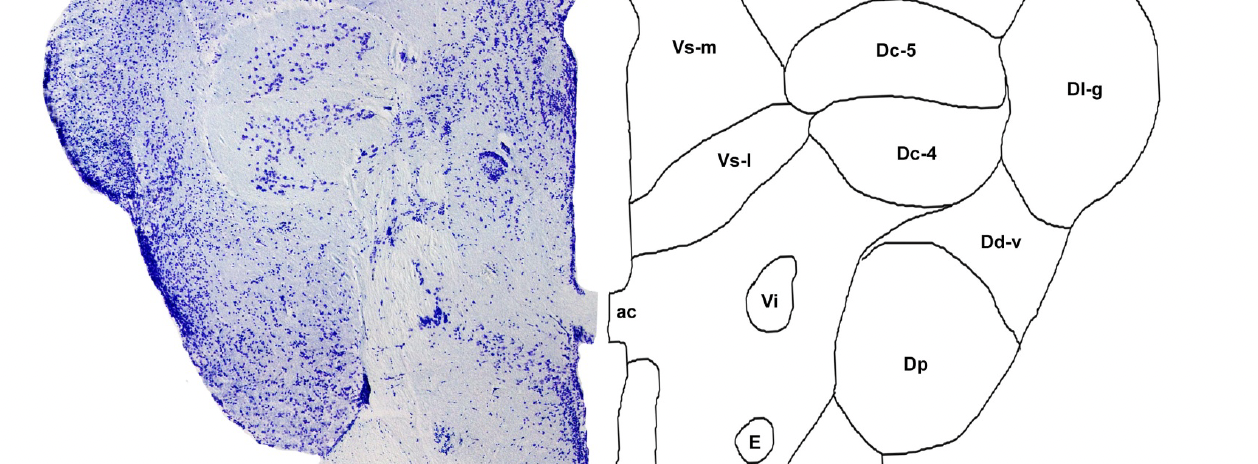 Vs-m
Dc-5
Dl-g
Vs-l
Dc-4
Dd-v
Vi
ac
Dp
E